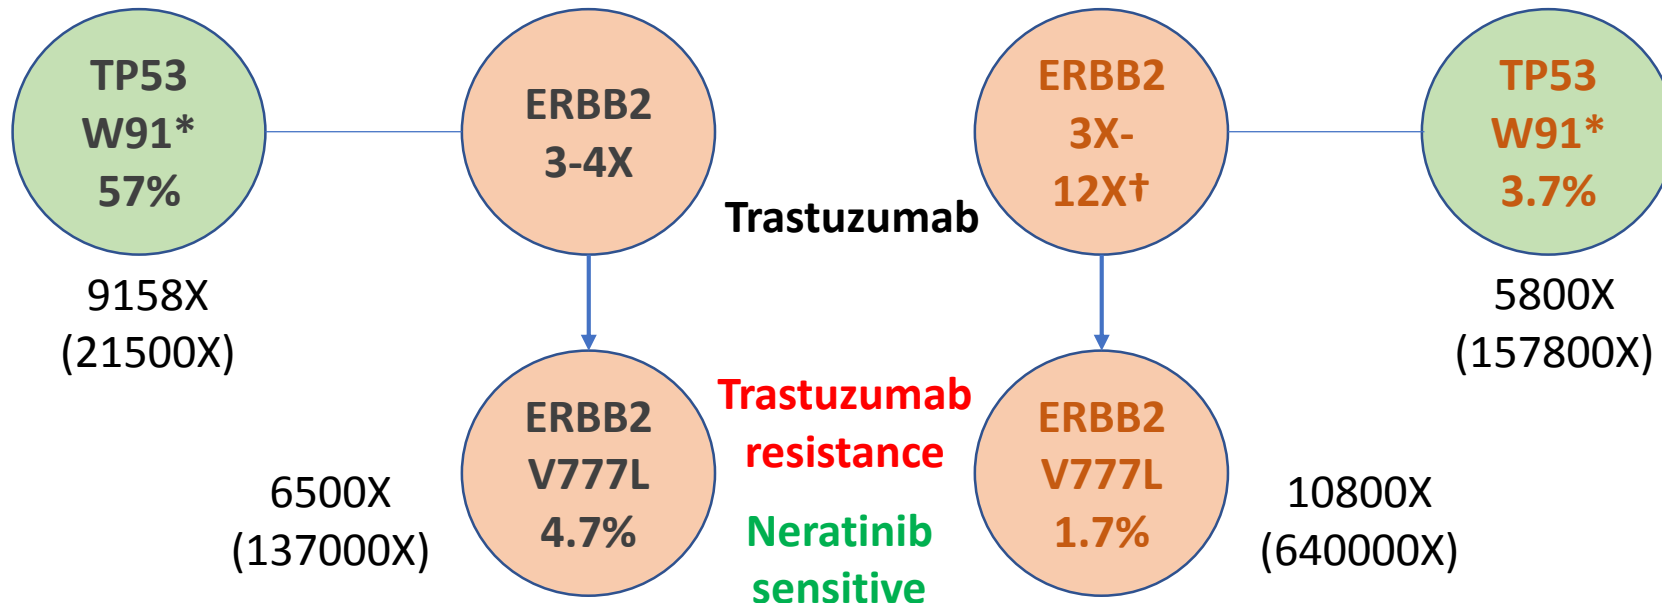 TP53
W91*
57%
9158X
(21500X)
ERBB2
3-4X
Trastuzumab
ERBB2
3X-
12X†
TP53
W91*
3.7%
5800X
(157800X)
6500X
(137000X)
ERBB2
V777L
4.7%
Trastuzumab
resistance
Neratinib
sensitive
ERBB2
V777L
1.7%
10800X
(640000X)